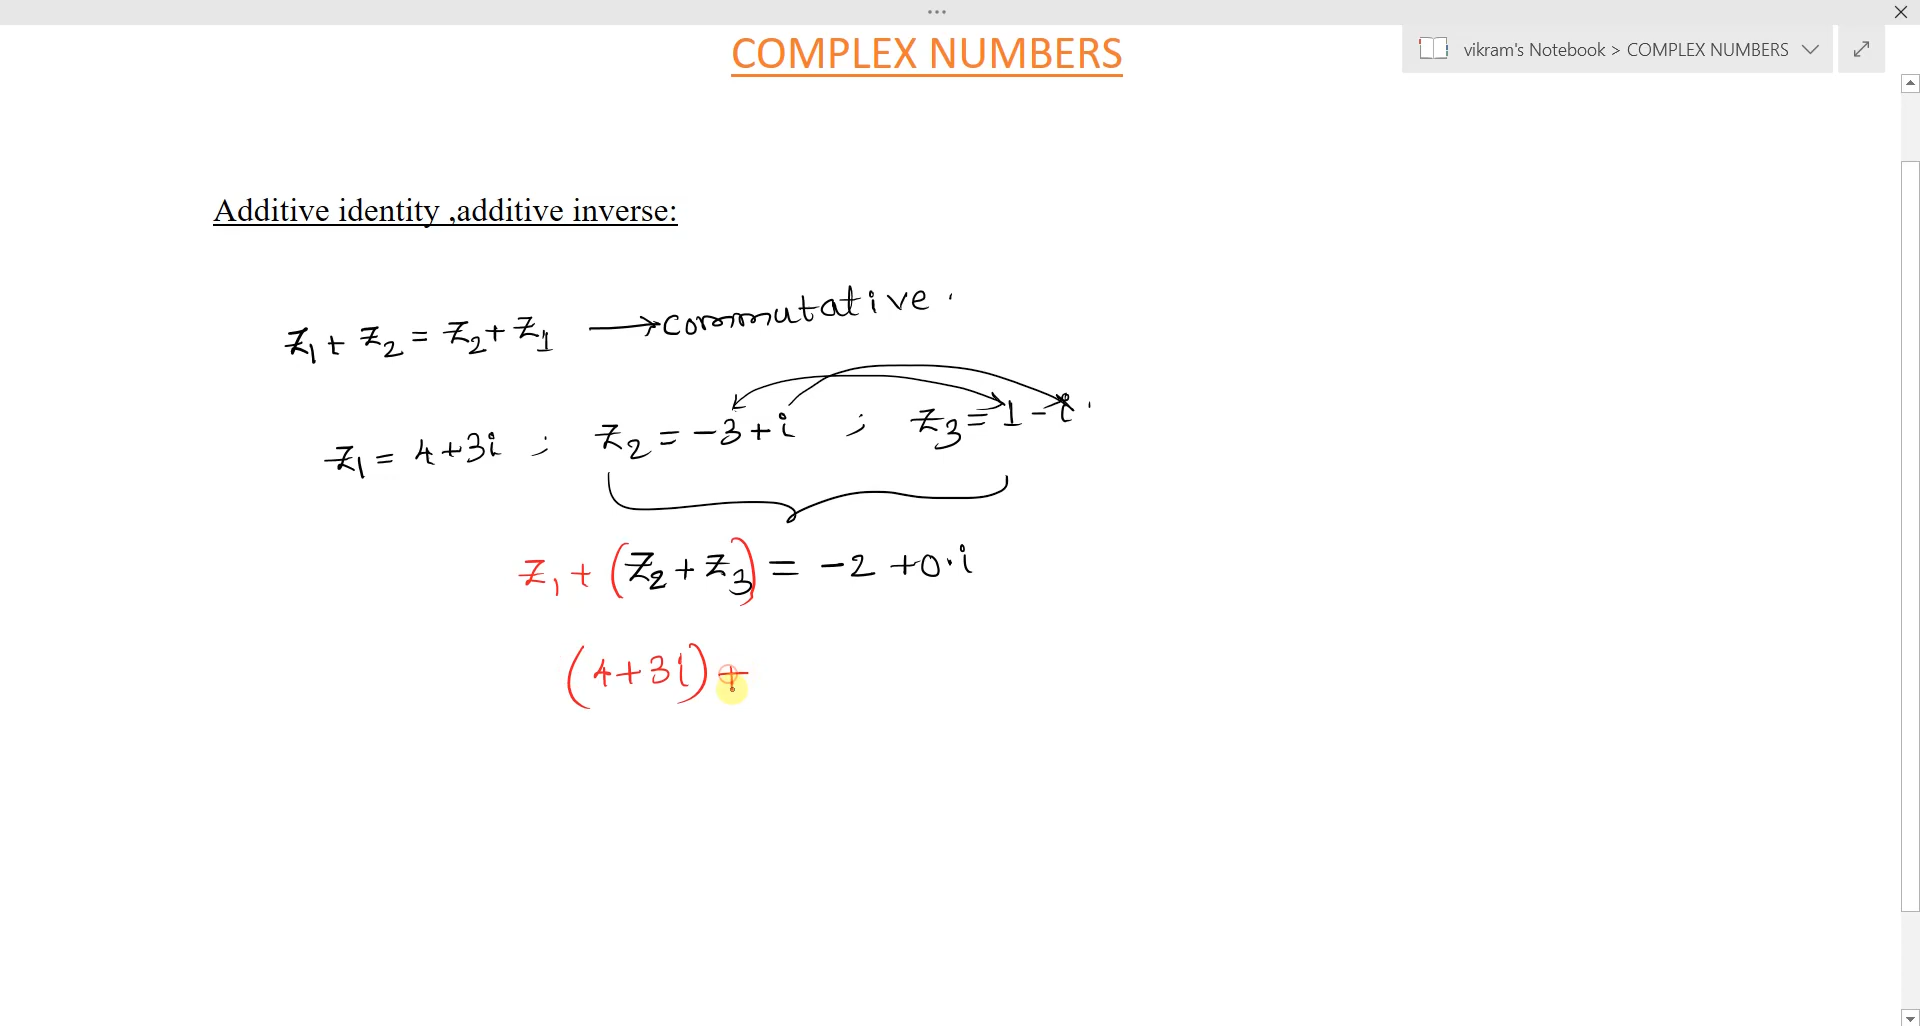 COMPLEX NUMBERS
vikram's Notebook > COMPLEX NUMBERS
Additive identity ,additive inverse:
z₁ + z₂ = z₂ + z₁ → commutative.
z₁ = 4+3i ; z₂ = -3+i ; z₃ = 1-i.
z₁ + (z₂ + z₃) = -2 +0·i
(4+3i) +